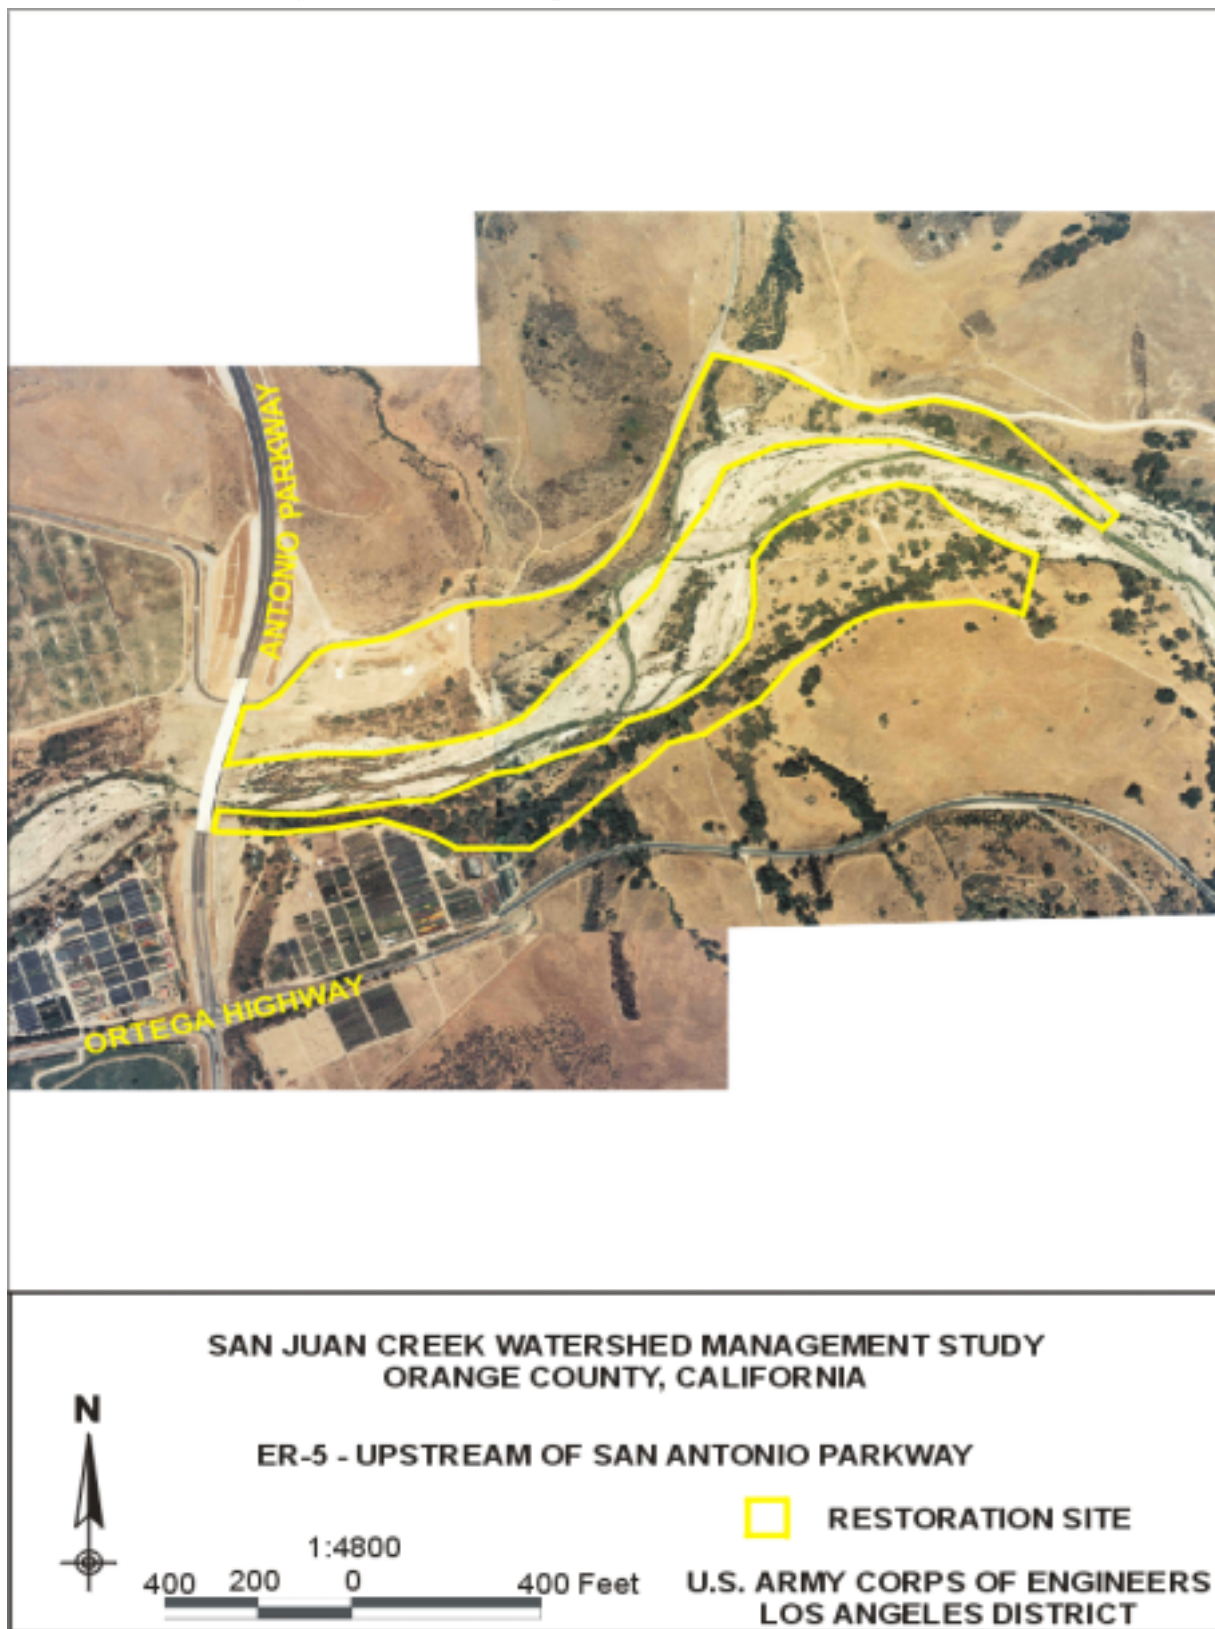 ANTONIO PARKWAY
ORTEGA HIGHWAY
SAN JUAN CREEK WATERSHED MANAGEMENT STUDY
ORANGE COUNTY, CALIFORNIA
N
ER-5 - UPSTREAM OF SAN ANTONIO PARKWAY
RESTORATION SITE
1:4800
400 200 0 400 Feet
U.S. ARMY CORPS OF ENGINEERS
LOS ANGELES DISTRICT